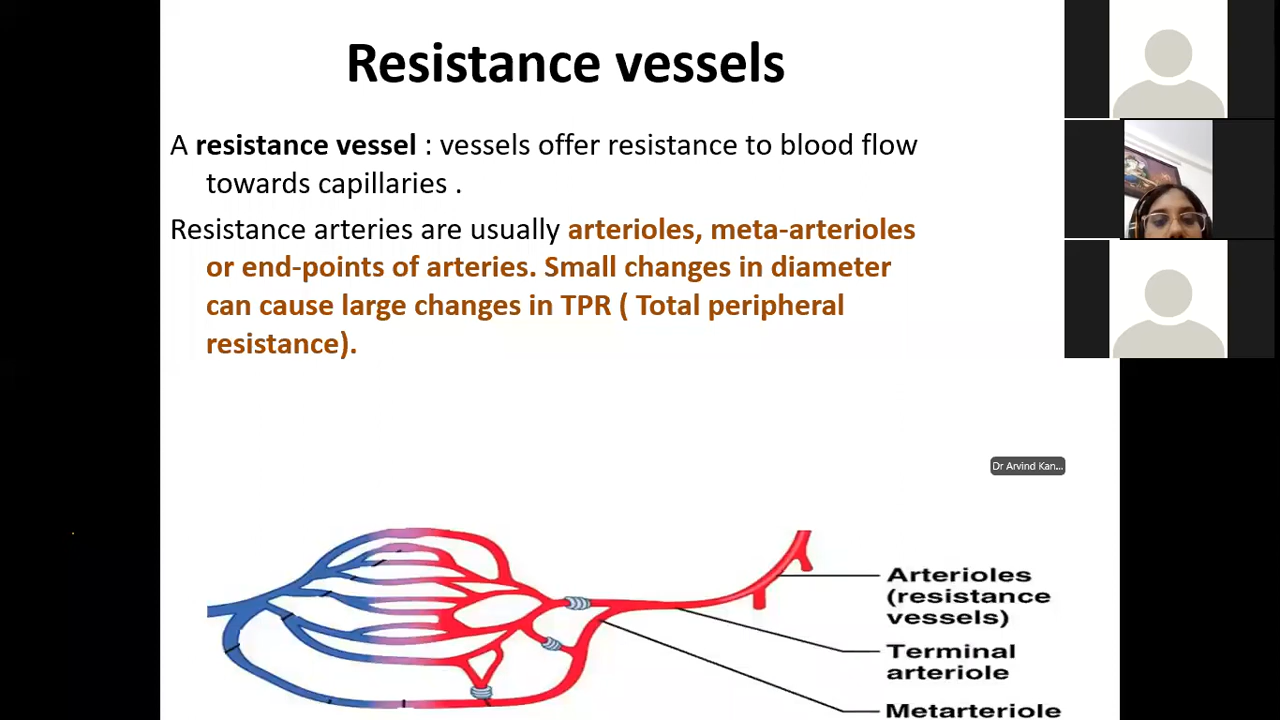 Resistance vessels
A resistance vessel : vessels offer resistance to blood flow
towards capillaries .
Resistance arteries are usually arterioles, meta-arterioles
or end-points of arteries. Small changes in diameter
can cause large changes in TPR ( Total peripheral
resistance).
Dr Arvind Kan...
Arterioles
(resistance
vessels)
Terminal
arteriole
Metarteriole